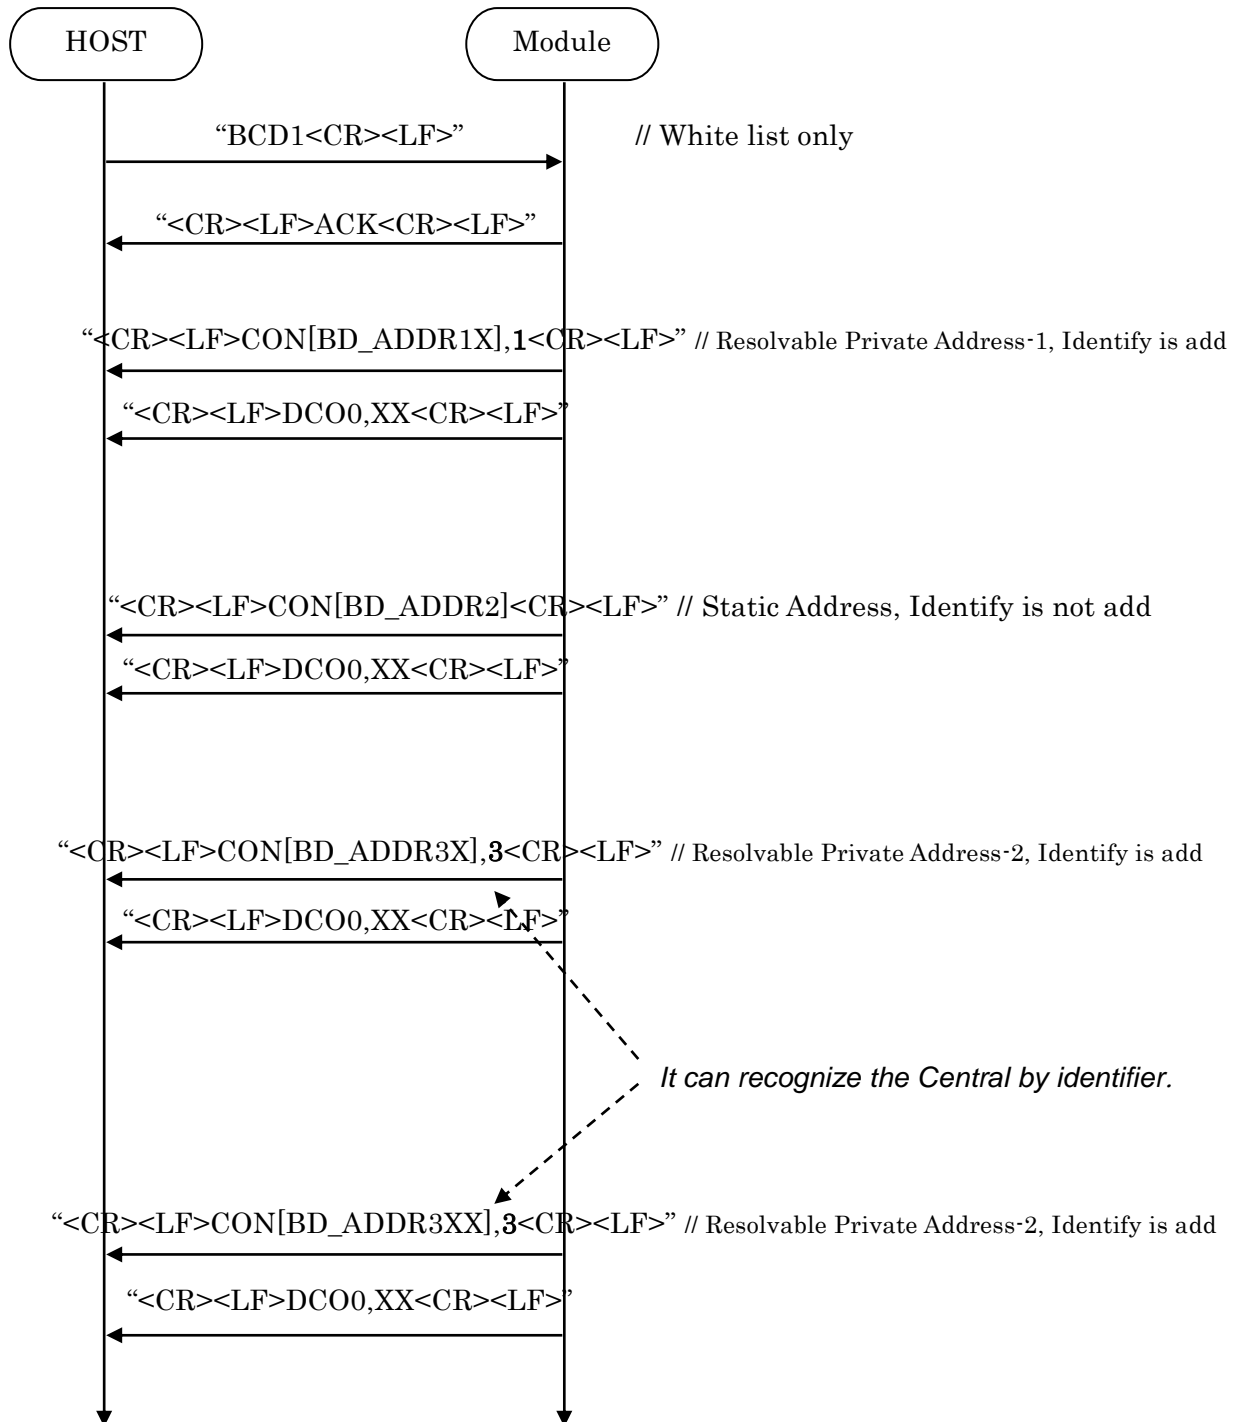 HOST Module
“BCD1<CR><LF>” // White list only
“<CR><LF>ACK<CR><LF>”
“<CR><LF>CON[BD_ADDR1X],1<CR><LF>” // Resolvable Private Address-1, Identify is add
“<CR><LF>DCO0,XX<CR><LF>”
“<CR><LF>CON[BD_ADDR2]<CR><LF>” // Static Address, Identify is not add
“<CR><LF>DCO0,XX<CR><LF>”
“<CR><LF>CON[BD_ADDR3X],3<CR><LF>” // Resolvable Private Address-2, Identify is add
“<CR><LF>DCO0,XX<CR><LF>”
It can recognize the Central by identifier.
“<CR><LF>CON[BD_ADDR3XX],3<CR><LF>” // Resolvable Private Address-2, Identify is add
“<CR><LF>DCO0,XX<CR><LF>”